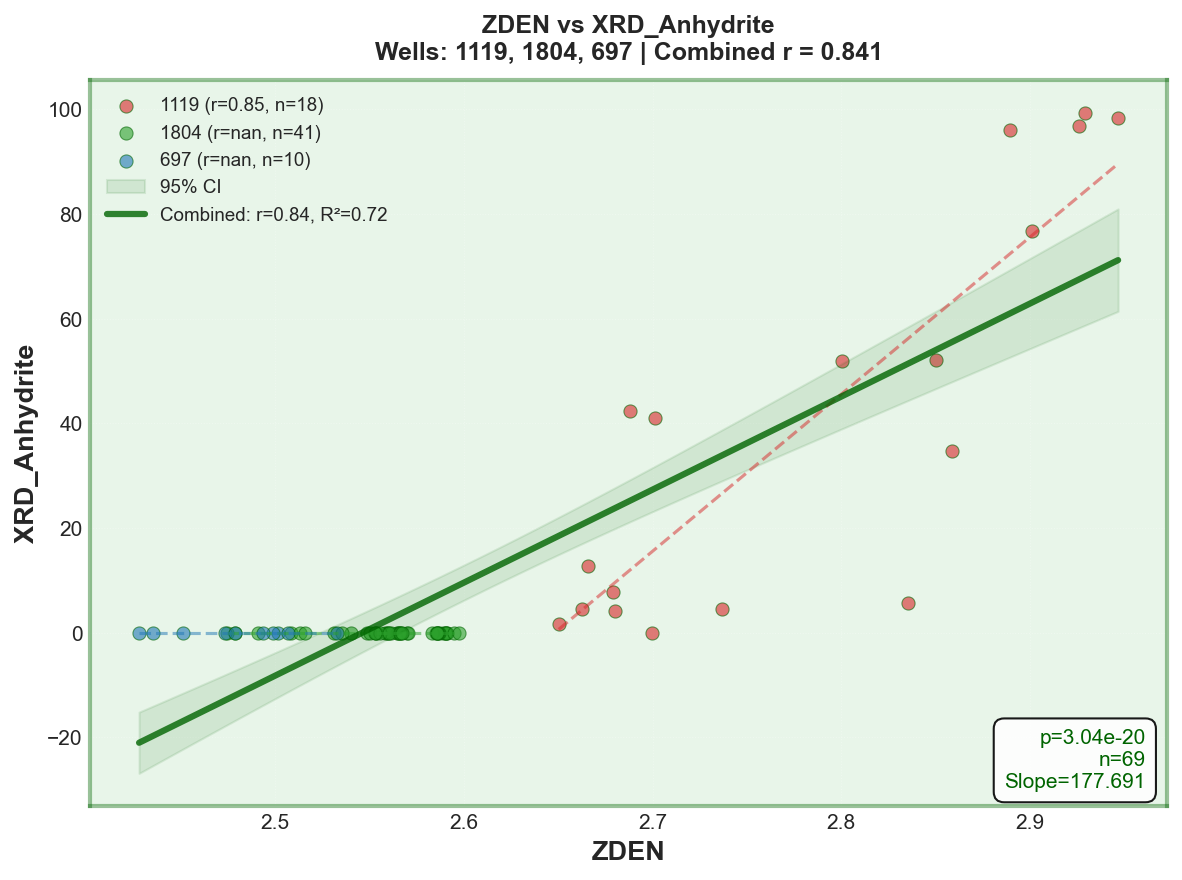 ZDEN vs XRD_Anhydrite
Wells: 1119, 1804, 697 | Combined r = 0.841
1119 (r=0.85, n=18)
1804 (r=nan, n=41)
697 (r=nan, n=10)
95% CI
Combined: r=0.84, R²=0.72
XRD_Anhydrite
100
80
60
40
20
0
−20
p=3.04e-20
n=69
Slope=177.691
2.5
2.6
2.7
2.8
2.9
ZDEN